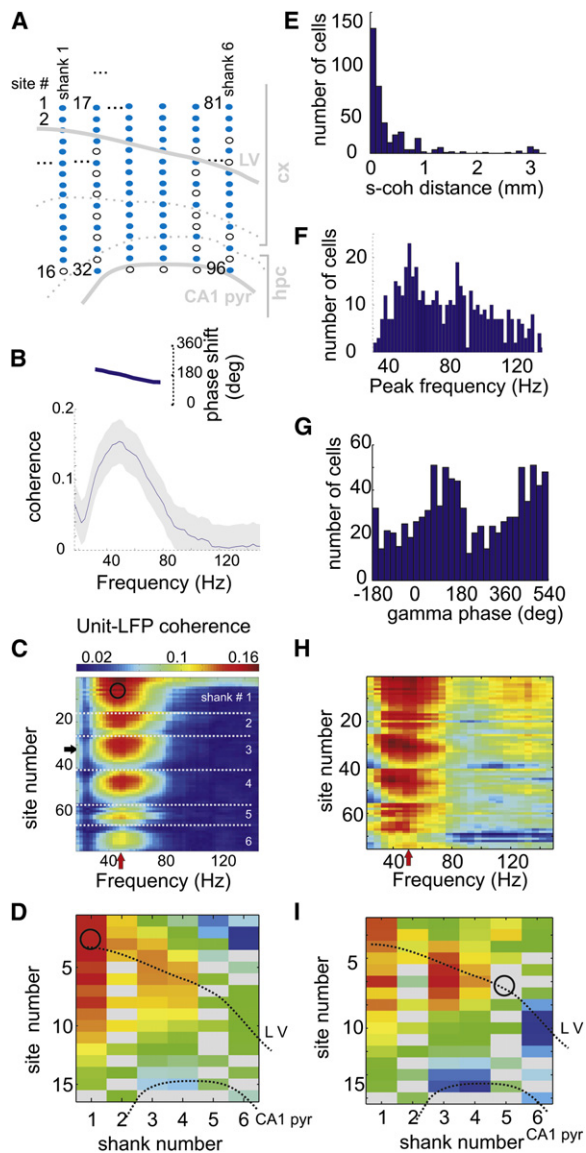 A
shank 1
shank 6
...
site #
1
17
...
81
2
LV
...
...
...
cx
16
32
96
CA1 pyr
hpc
B
360
180
0
phase shift
(deg)
0.2
0.1
0
coherence
40
80
120
Frequency (Hz)
Unit-LFP coherence
C
0.02
0.1
0.16
shank # 1
2
3
4
5
6
20
40
60
site number
40
80
120
Frequency (Hz)
D
5
10
15
site number
LV
CA1 pyr
1 2 3 4 5 6
shank number
E
150
100
50
0
number of cells
0 1 2 3
s-coh distance (mm)
F
20
10
0
number of cells
40
80
120
Peak frequency (Hz)
G
60
40
20
0
number of cells
-180
0
180
360
540
gamma phase (deg)
H
20
40
60
site number
40
80
120
Frequency (Hz)
I
5
10
15
site number
LV
CA1 pyr
1 2 3 4 5 6
shank number